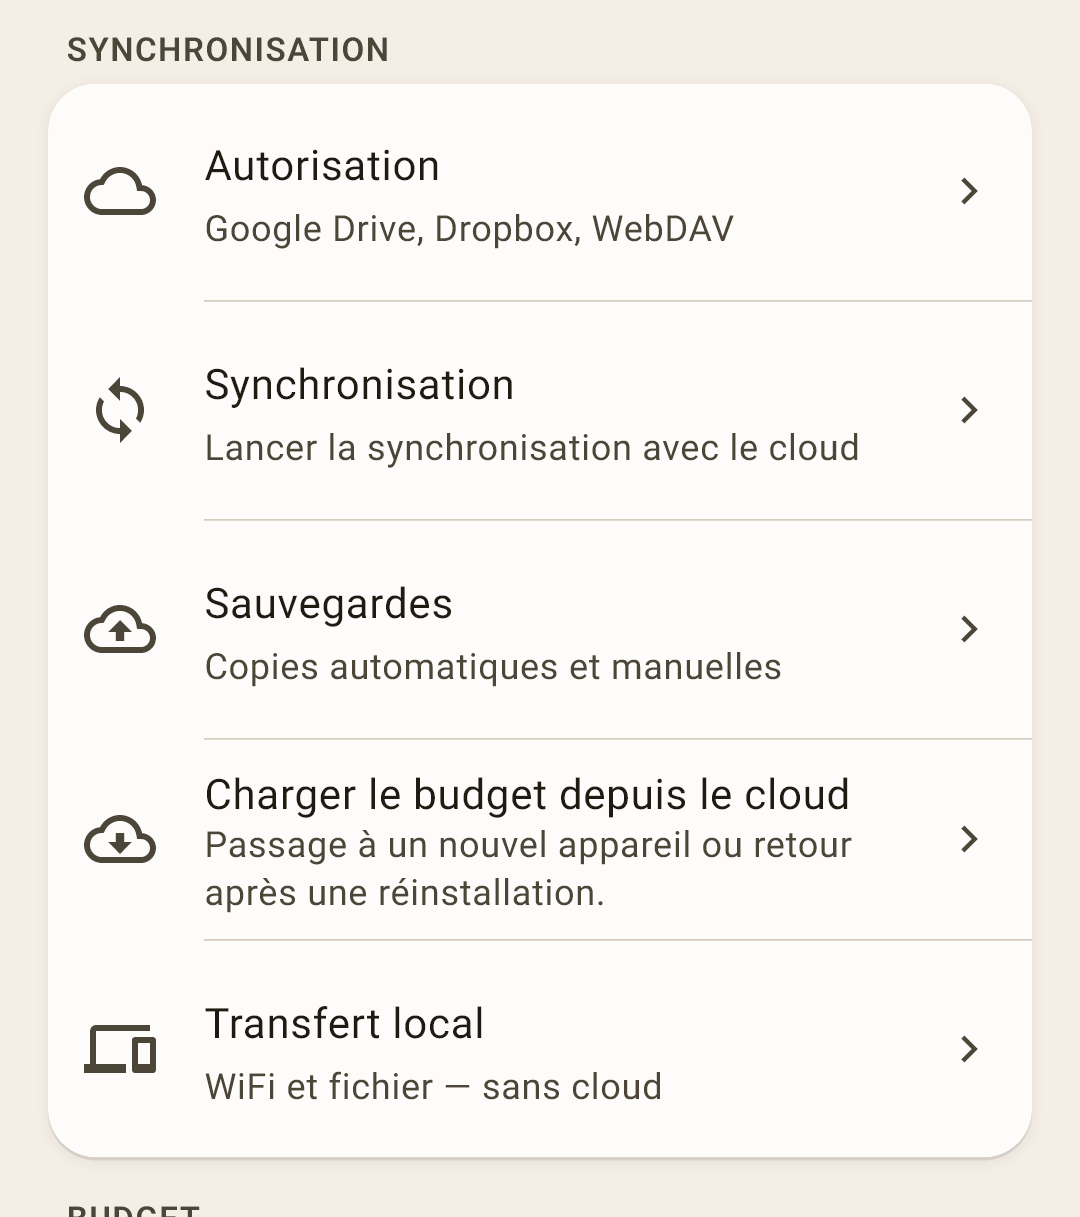 SYNCHRONISATION
Autorisation
Google Drive, Dropbox, WebDAV
Synchronisation
Lancer la synchronisation avec le cloud
Sauvegardes
Copies automatiques et manuelles
Charger le budget depuis le cloud
Passage à un nouvel appareil ou retour
après une réinstallation.
Transfert local
WiFi et fichier — sans cloud
BUDGET